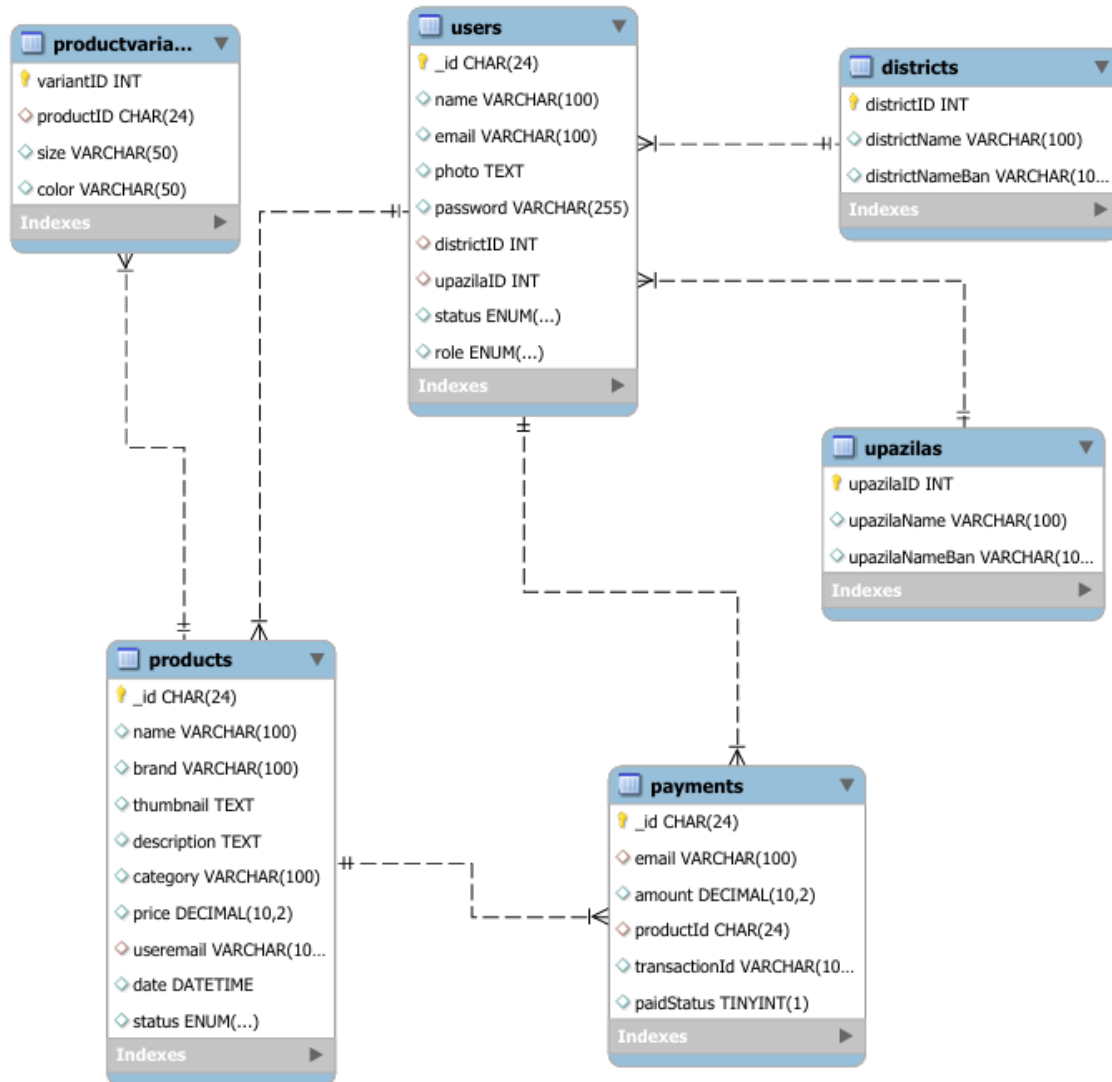 productvaria...
variantID INT
productID CHAR(24)
size VARCHAR(50)
color VARCHAR(50)
Indexes
users
_id CHAR(24)
name VARCHAR(100)
email VARCHAR(100)
photo TEXT
password VARCHAR(255)
districtID INT
upazilaID INT
status ENUM(...)
role ENUM(...)
Indexes
districts
districtID INT
districtName VARCHAR(100)
districtNameBan VARCHAR(10...
Indexes
upazilas
upazilaID INT
upazilaName VARCHAR(100)
upazilaNameBan VARCHAR(10...
Indexes
products
_id CHAR(24)
name VARCHAR(100)
brand VARCHAR(100)
thumbnail TEXT
description TEXT
category VARCHAR(100)
price DECIMAL(10,2)
useremail VARCHAR(10...
date DATETIME
status ENUM(...)
Indexes
payments
_id CHAR(24)
email VARCHAR(100)
amount DECIMAL(10,2)
productId CHAR(24)
transactionId VARCHAR(10...
paidStatus TINYINT(1)
Indexes